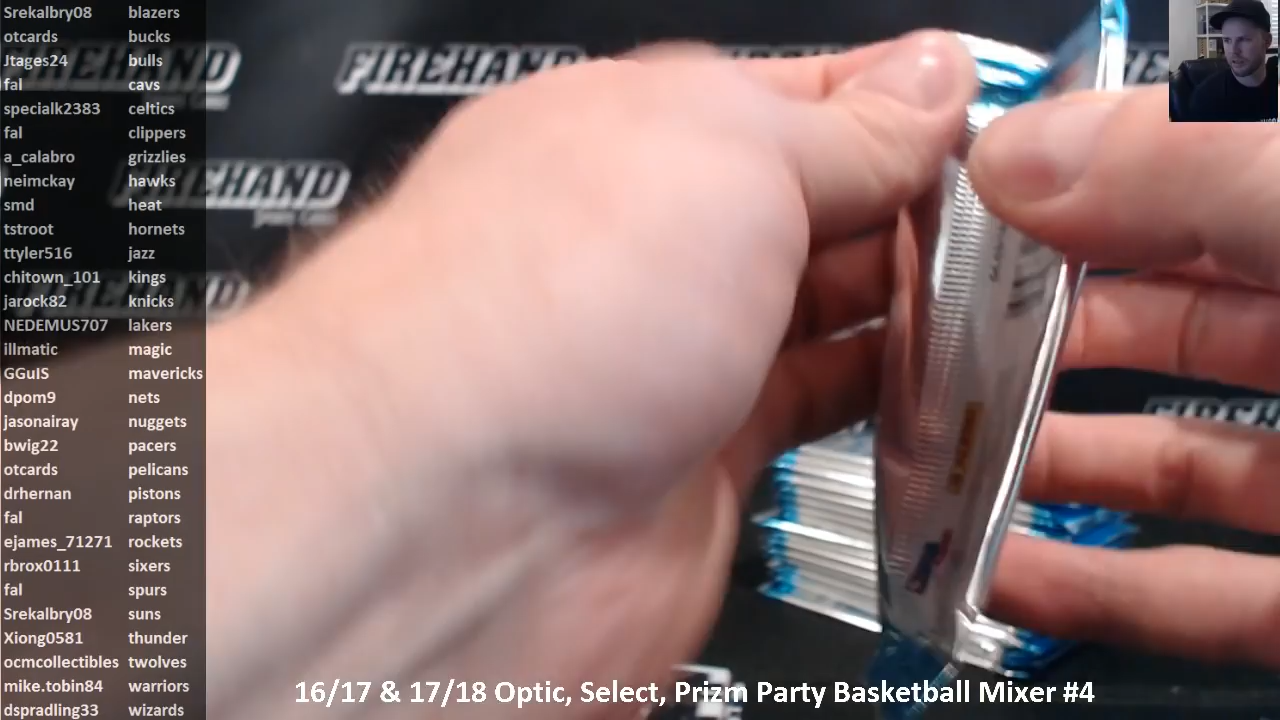 Srekalbry08 blazers
otcards bucks
Jtages24 bulls
fal cavs
specialk2383 celtics
fal clippers
a_calabro grizzlies
neimckay hawks
smd heat
tstroot hornets
ttyler516 jazz
chitown_101 kings
jarock82 knicks
NEDEMUS707 lakers
illmatic magic
GGuIS mavericks
dpom9 nets
jasonairay nuggets
bwig22 pacers
otcards pelicans
drhernan pistons
fal raptors
ejames_71271 rockets
rbrox0111 sixers
fal spurs
Srekalbry08 suns
Xiong0581 thunder
ocmcollectibles twolves
mike.tobin84 warriors
dspradling33 wizards
FIREHAND
FIREHAND
FIREHAND
16/17 & 17/18 Optic, Select, Prizm Party Basketball Mixer #4